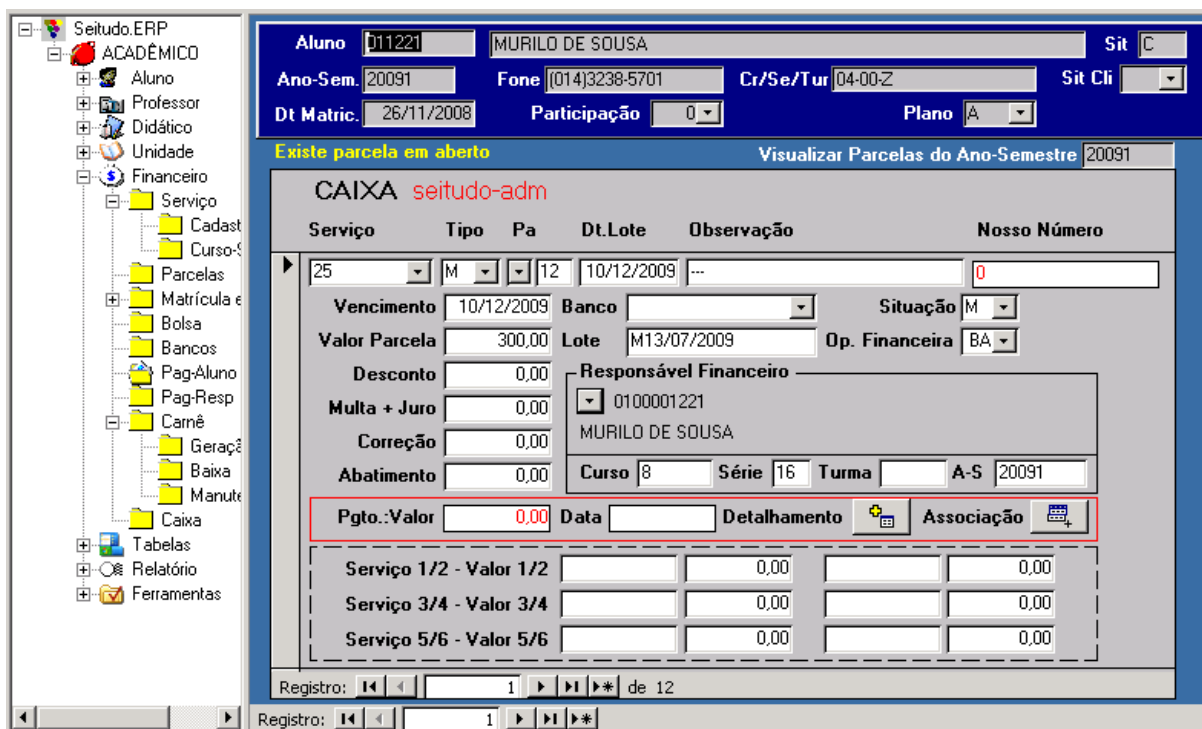 Seitudo.ERP
ACADÊMICO
Aluno
Professor
Didático
Unidade
Financeiro
Serviço
Cadast
Curso-S
Parcelas
Matrícula e
Bolsa
Bancos
Pag-Aluno
Pag-Resp
Carnê
Geraçã
Baixa
Manute
Caixa
Tabelas
Relatório
Ferramentas
Aluno 011221 MURILO DE SOUSA Sit C
Ano-Sem. 20091 Fone (014)3238-5701 Cr/Se/Tur 04-00-Z Sit Cli
Dt Matric. 26/11/2008 Participação 0 Plano A
Existe parcela em aberto Visualizar Parcelas do Ano-Semestre 20091
CAIXA seitudo-adm
Serviço Tipo Pa Dt.Lote Observação Nosso Número
25 M 12 10/12/2009 --- 0
Vencimento 10/12/2009 Banco Situação M
Valor Parcela 300,00 Lote M13/07/2009 Op. Financeira BA
Desconto 0,00 Responsável Financeiro
Multa + Juro 0,00 0100001221
Correção 0,00 MURILO DE SOUSA
Abatimento 0,00 Curso 8 Série 16 Turma A-S 20091
Pgto.:Valor 0,00 Data Detalhamento Associação
Serviço 1/2 - Valor 1/2 0,00 0,00
Serviço 3/4 - Valor 3/4 0,00 0,00
Serviço 5/6 - Valor 5/6 0,00 0,00
Registro: 1 de 12
Registro: 1